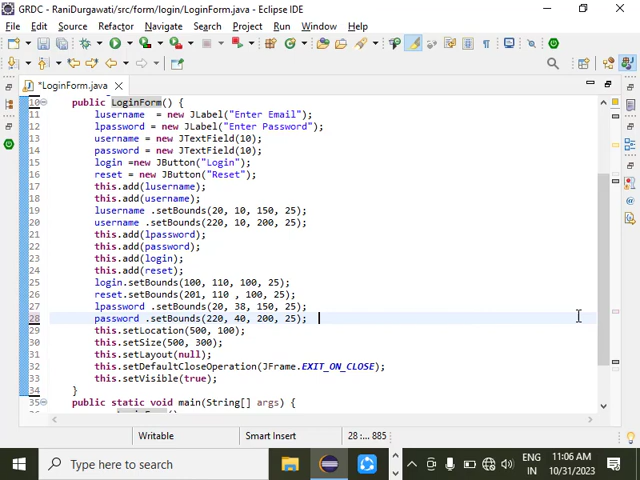 GRDC - RaniDurgawati/src/form/login/LoginForm.java - Eclipse IDE
File Edit Source Refactor Navigate Search Project Run Window Help
*LoginForm.java
10 public LoginForm() {
11 lusername = new JLabel("Enter Email");
12 lpassword = new JLabel("Enter Password");
13 username = new JTextField(10);
14 password = new JTextField(10);
15 login =new JButton("Login");
16 reset = new JButton("Reset");
17 this.add(lusername);
18 this.add(username);
19 lusername .setBounds(20, 10, 150, 25);
20 username .setBounds(220, 10, 200, 25);
21 this.add(lpassword);
22 this.add(password);
23 this.add(login);
24 this.add(reset);
25 login.setBounds(100, 110, 100, 25);
26 reset.setBounds(201, 110 , 100, 25);
27 lpassword .setBounds(20, 38, 150, 25);
28 password .setBounds(220, 40, 200, 25);
29 this.setLocation(500, 100);
30 this.setSize(500, 300);
31 this.setLayout(null);
32 this.setDefaultCloseOperation(JFrame.EXIT_ON_CLOSE);
33 this.setVisible(true);
34 }
35 public static void main(String[] args) {
Writable Smart Insert 28 :... 885
Type here to search
ENG 11:06 AM
IN 10/31/2023